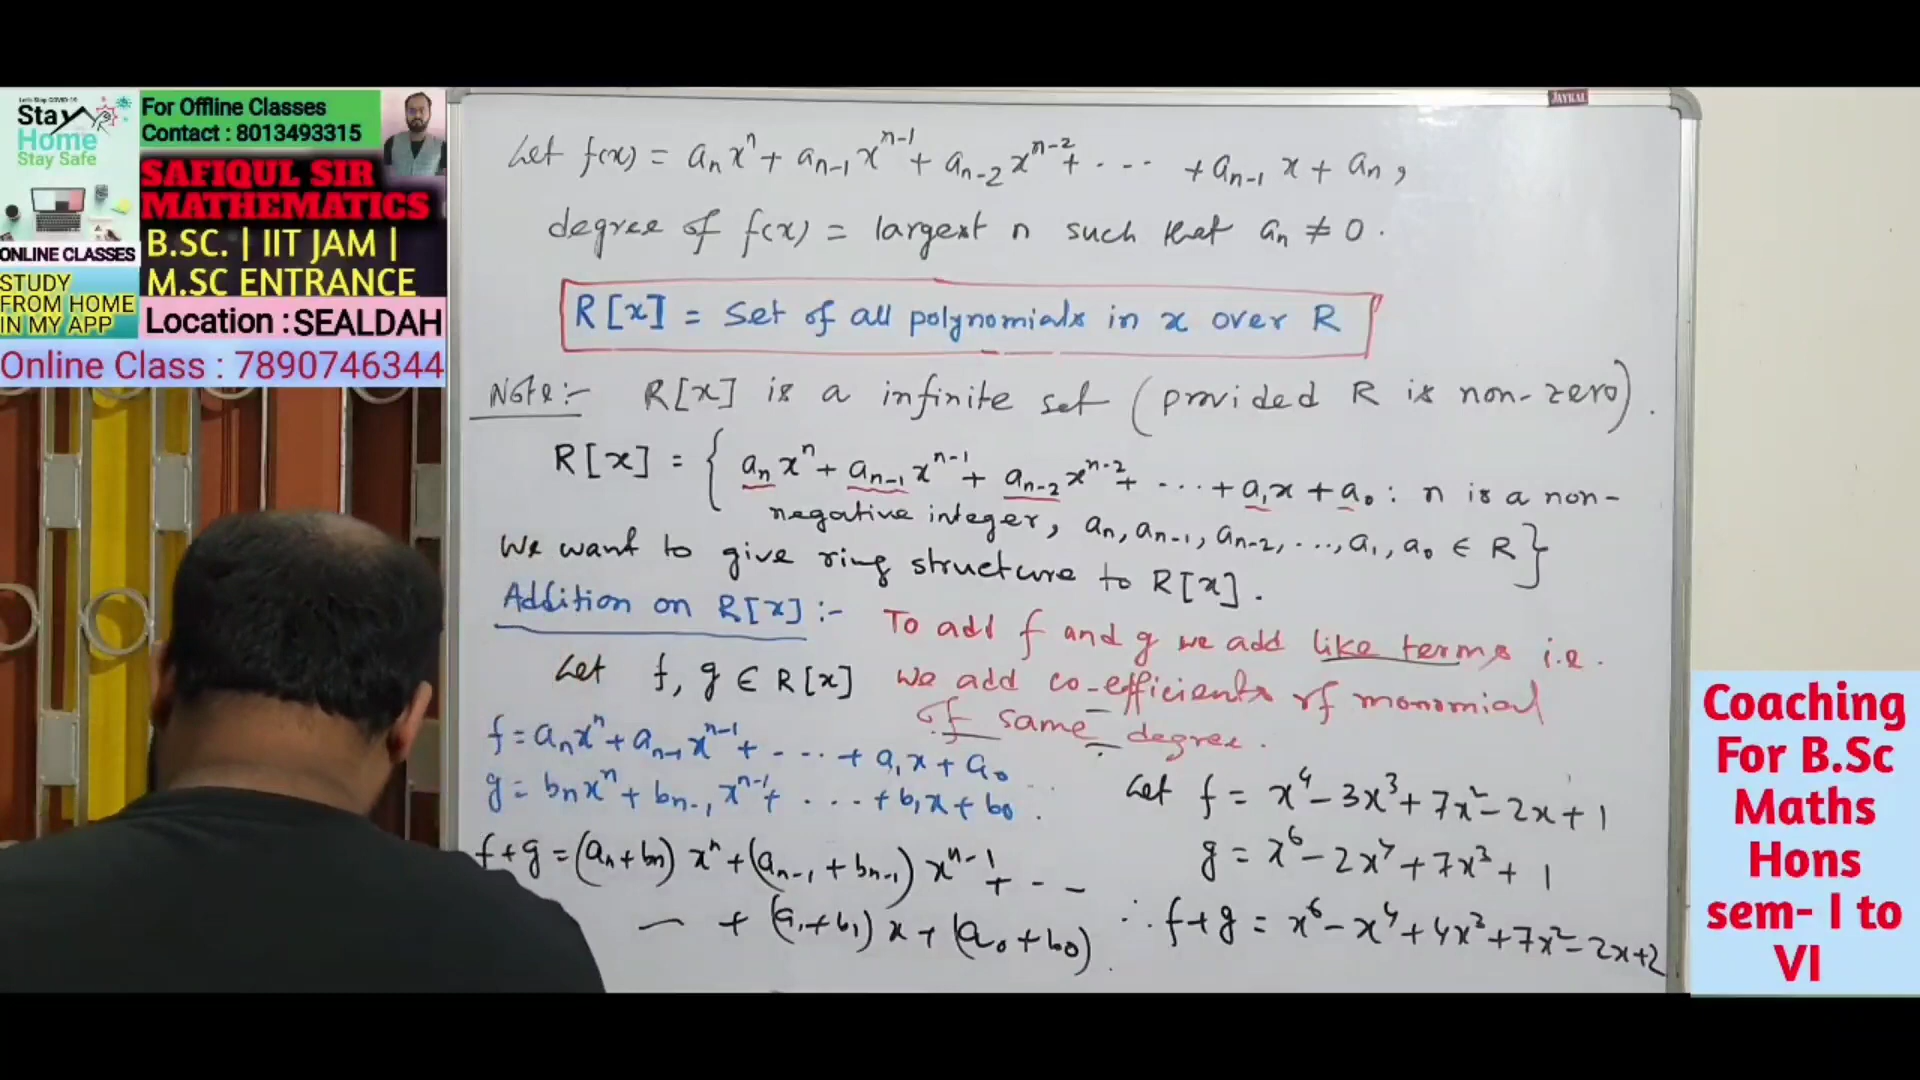 Let's Stop COVID-19
Stay
Home
Stay Safe
ONLINE CLASSES
STUDY
FROM HOME
IN MY APP
For Offline Classes
Contact : 8013493315
SAFIQUL SIR
MATHEMATICS
B.SC. | IIT JAM |
M.SC ENTRANCE
Location : SEALDAH
Online Class : 7890746344
JAYKAL
Let f(x) = aₙxⁿ + aₙ₋₁xⁿ⁻¹ + aₙ₋₂xⁿ⁻² + ... + aₙ₋₁x + aₙ,
degree of f(x) = largest n such that aₙ ≠ 0.
R[x] = Set of all polynomials in x over R
Note:- R[x] is a infinite set (provided R is non-zero).
R[x] = { aₙxⁿ + aₙ₋₁xⁿ⁻¹ + aₙ₋₂xⁿ⁻² + ... + a₁x + a₀ : n is a non-
negative integer, aₙ, aₙ₋₁, aₙ₋₂, ..., a₁, a₀ ∈ R }
We want to give ring structure to R[x].
Addition on R[x] :-
To add f and g we add like terms i.e.
we add co-efficients of monomial
of same degree.
Let f, g ∈ R[x]
f = aₙxⁿ + aₙ₋₁xⁿ⁻¹ + ... + a₁x + a₀
g = bₙxⁿ + bₙ₋₁xⁿ⁻¹ + ... + b₁x + b₀.
f+g = (aₙ+bₙ)xⁿ + (aₙ₋₁+bₙ₋₁)xⁿ⁻¹ + - -
— + (a₁+b₁)x + (a₀+b₀).
Let f = x⁴ - 3x³ + 7x² - 2x + 1
g = x⁶ - 2x⁴ + 7x³ + 1
∴ f+g = x⁶ - x⁴ + 4x³ + 7x² - 2x + 2
Coaching
For B.Sc
Maths
Hons
sem- I to
VI